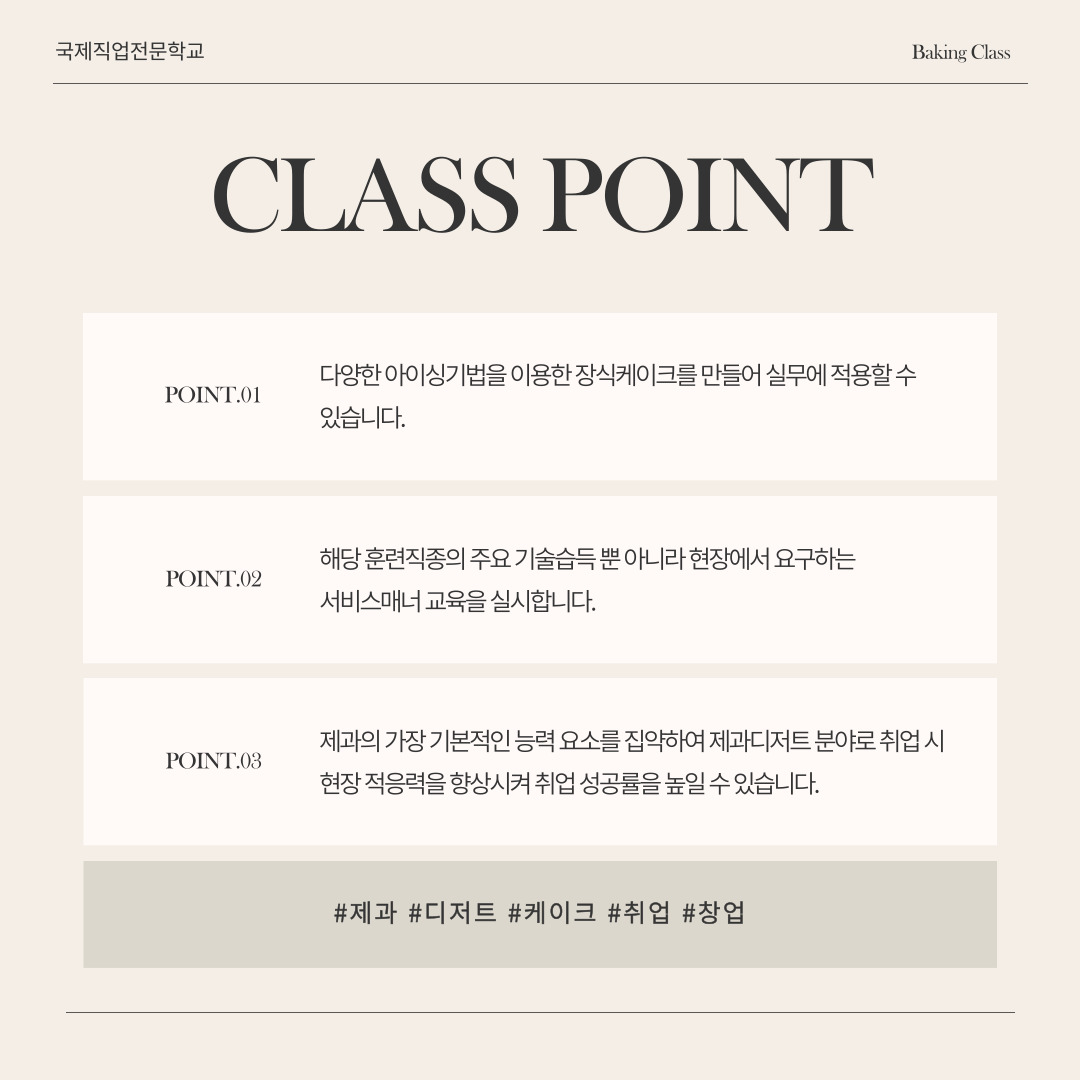 국제직업전문학교
Baking Class
CLASS POINT
POINT.01
다양한 아이싱기법을 이용한 장식케이크를 만들어 실무에 적용할 수
있습니다.
POINT.02
해당 훈련직종의 주요 기술습득 뿐 아니라 현장에서 요구하는
서비스매너 교육을 실시합니다.
POINT.03
제과의 가장 기본적인 능력 요소를 집약하여 제과디저트 분야로 취업 시
현장 적응력을 향상시켜 취업 성공률을 높일 수 있습니다.
#제과 #디저트 #케이크 #취업 #창업